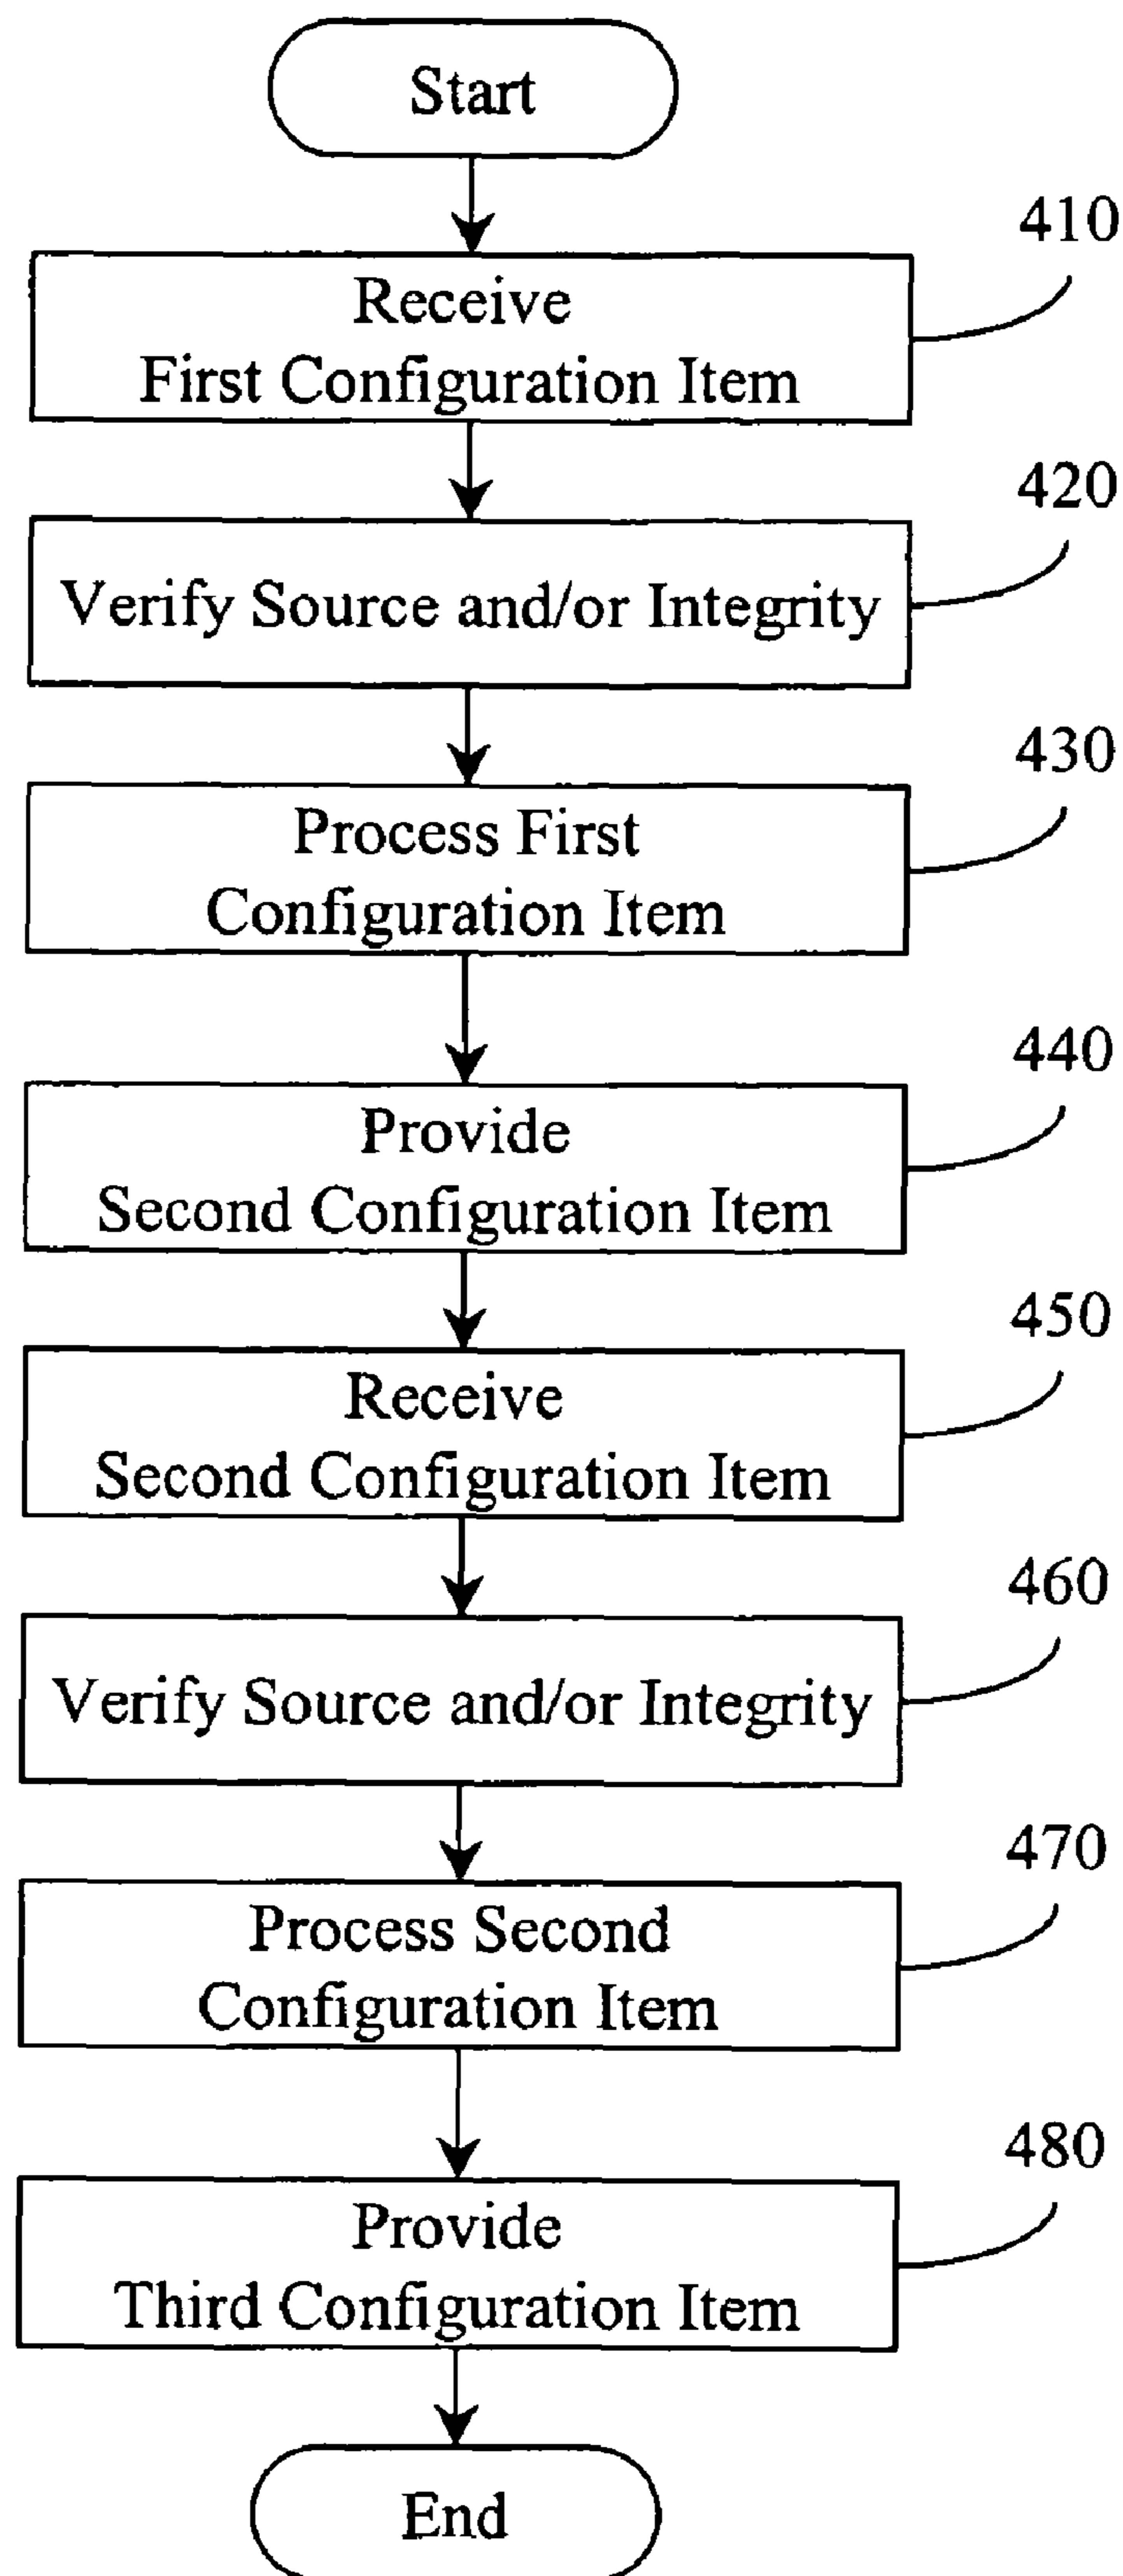 Start
410
Receive
First Configuration Item
420
Verify Source and/or Integrity
430
Process First
Configuration Item
440
Provide
Second Configuration Item
450
Receive
Second Configuration Item
460
Verify Source and/or Integrity
470
Process Second
Configuration Item
480
Provide
Third Configuration Item
End